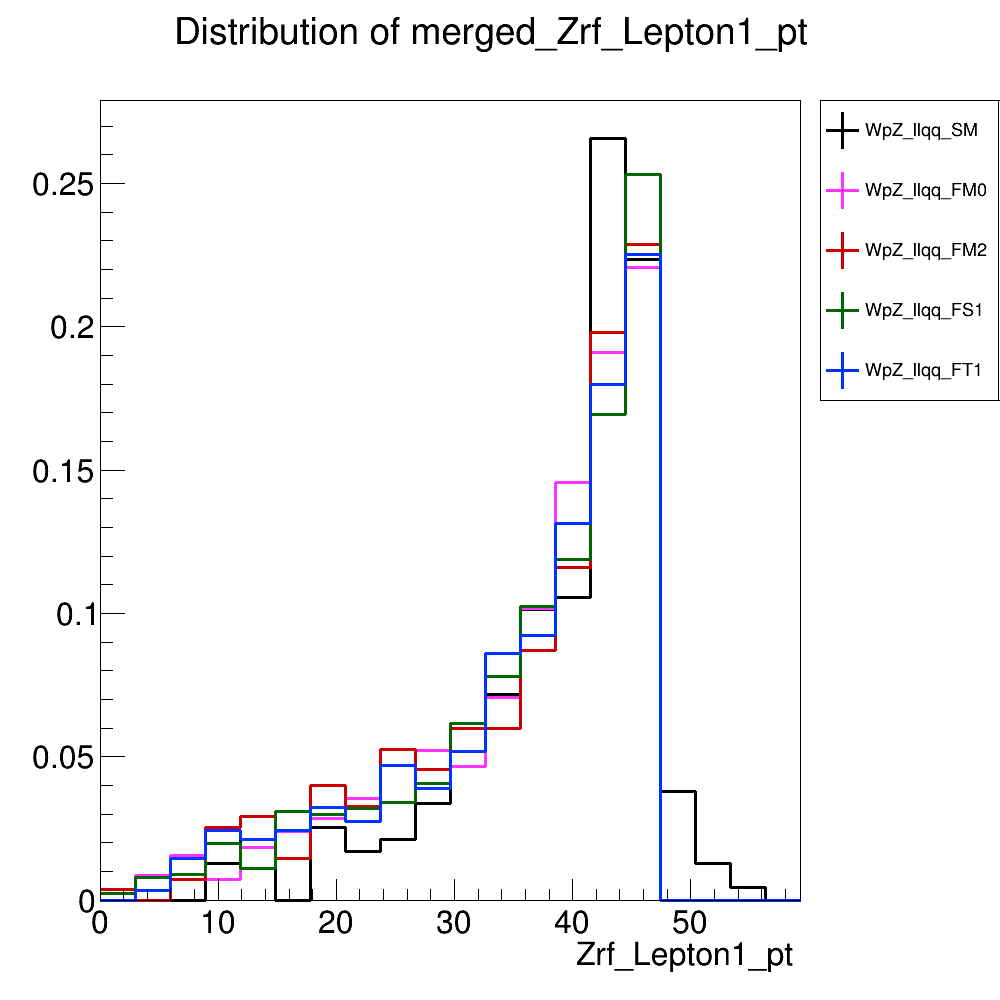 Distribution of merged_Zrf_Lepton1_pt
WpZ_llqq_SM
WpZ_llqq_FM0
WpZ_llqq_FM2
WpZ_llqq_FS1
WpZ_llqq_FT1
0.25
0.2
0.15
0.1
0.05
0
0 10 20 30 40 50
Zrf_Lepton1_pt